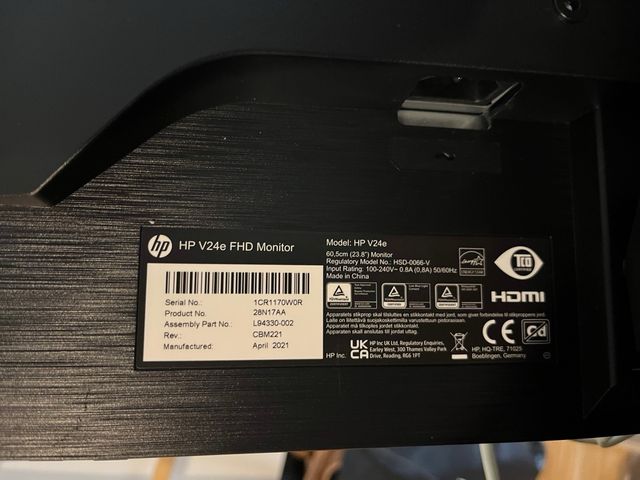 hp HP V24e FHD Monitor
Serial No.: 1CR1170W0R
Product No. 28N17AA
Assembly Part No.: L94330-002
Rev.: CBM221
Manufactured: April 2021
Model: HP V24e
60,5cm (23.8") Monitor
Regulatory Model No.: HSD-0066-V
Input Rating: 100-240V~ 0.8A (0,8A) 50/60Hz
Made in China
TCO
HDMI
Apparatets stikprop skal tilsluttes en stikkontakt med jord, som giver forbindelse til stikproppens jord.
Laite on liitettävä suojakoskettimilla varustettuun pistorasiaan.
Apparatet må tilkoples jordet stikkontakt.
Apparaten skall anslutas till jordat uttag.
HP Inc.
UK CA
HP Inc UK Ltd, Regulatory Enquiries,
Earley West, 300 Thames Valley Park
Drive, Reading, RG6 1PT
CE
HP, HQ-TRE, 71025
Boeblingen, Germany.